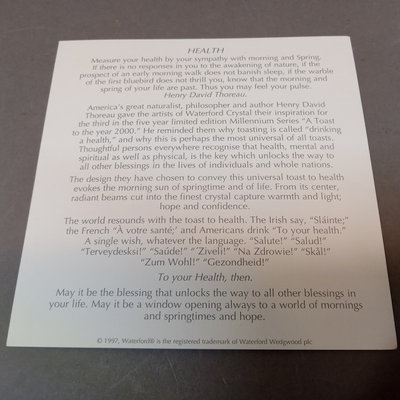 HEALTH
Measure your health by your sympathy with morning and Spring.
If there is no responses in you to the awakening of nature, if the
prospect of an early morning walk does not banish sleep, if the warble
of the first bluebird does not thrill you, know that the morning and
spring of your life are past. Thus you may feel your pulse.
Henry David Thoreau.
America's great naturalist, philosopher and author Henry David
Thoreau gave the artists of Waterford Crystal their inspiration for
the third in the five year limited edition Millennium Series "A Toast
to the year 2000." He reminded them why toasting is called "drinking
a health," and why this is perhaps the most universal of all toasts.
Thoughtful persons everywhere recognise that health, mental and
spiritual as well as physical, is the key which unlocks the way to
all other blessings in the lives of individuals and whole nations.
The design they have chosen to convey this universal toast to health
evokes the morning sun of springtime and of life. From its center,
radiant beams cut into the finest crystal capture warmth and light;
hope and confidence.
The world resounds with the toast to health. The Irish say, "Sláinte;"
the French "À votre santé;' and Americans drink "To your health."
A single wish, whatever the language. "Salute!" "Salud!"
"Terveydesksi!" "Saúde!" "Ziveli!" "Na Zdrowie!" "Skål!"
"Zum Wohl!" "Gezondheid!"
To your Health, then.
May it be the blessing that unlocks the way to all other blessings in
your life. May it be a window opening always to a world of mornings
and springtimes and hope.
© 1997, Waterford® is the registered trademark of Waterford Wedgwood plc